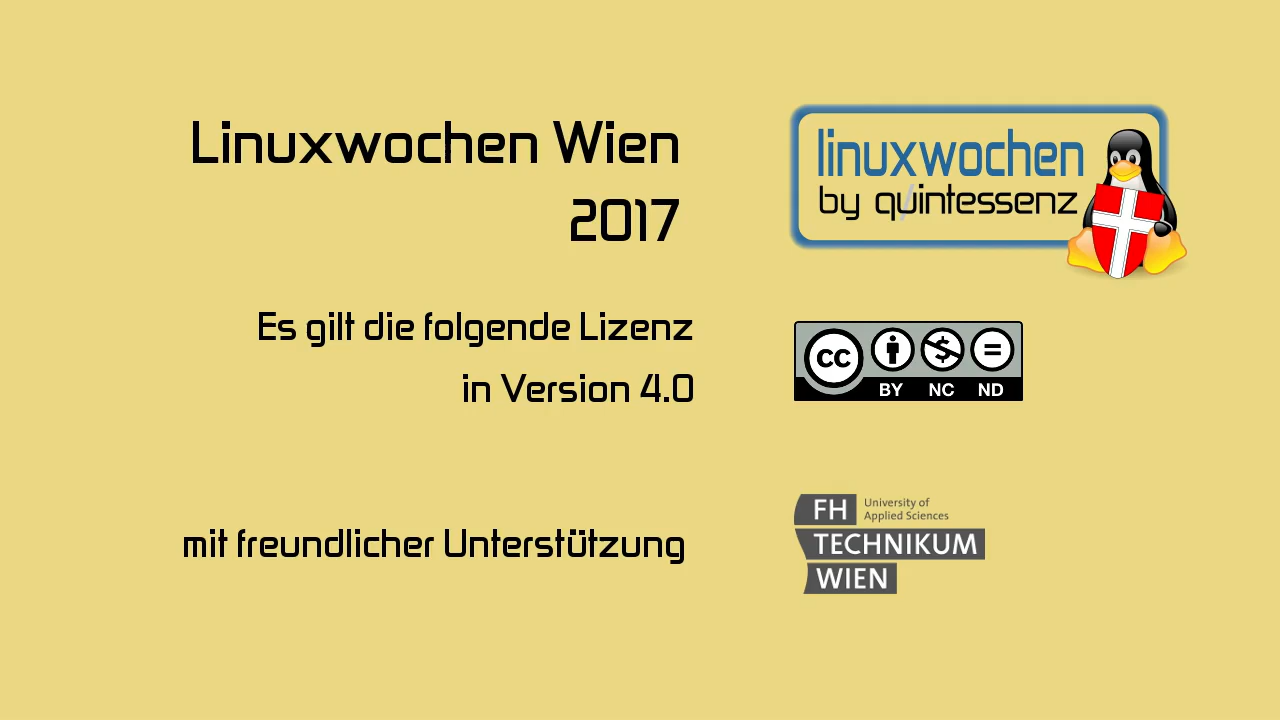 Linuxwochen Wien
2017
linuxwochen
by quintessenz
Es gilt die folgende Lizenz
in Version 4.0
cc
BY NC ND
mit freundlicher Unterstützung
FH University of
Applied Sciences
TECHNIKUM
WIEN